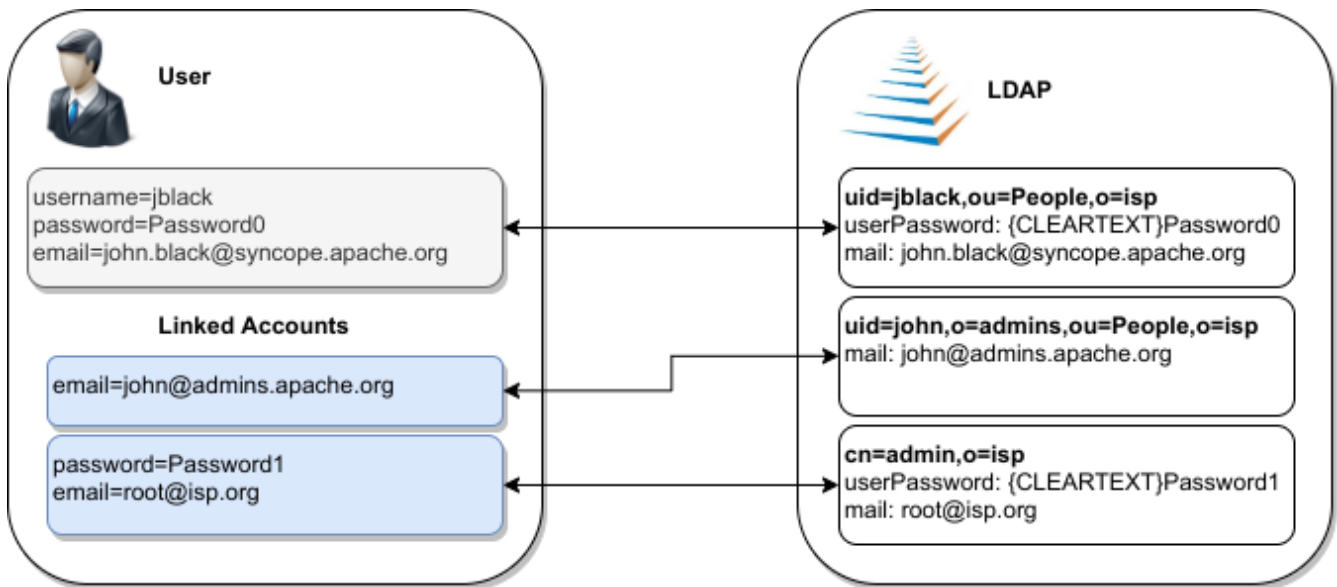 User
username=jblack
password=Password0
email=john.black@syncope.apache.org
Linked Accounts
email=john@admins.apache.org
password=Password1
email=root@isp.org
LDAP
uid=jblack,ou=People,o=isp
userPassword: {CLEARTEXT}Password0
mail: john.black@syncope.apache.org
uid=john,o=admins,ou=People,o=isp
mail: john@admins.apache.org
cn=admin,o=isp
userPassword: {CLEARTEXT}Password1
mail: root@isp.org